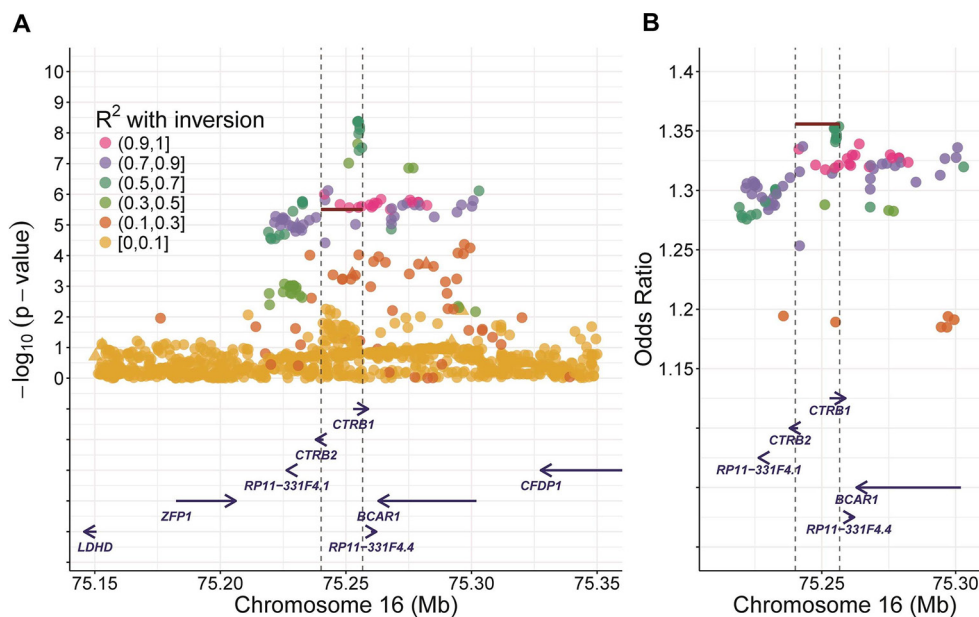 A
− log10 (p − value)
10
9
8
7
6
5
4
3
2
1
0
R2 with inversion
(0.9,1]
(0.7,0.9]
(0.5,0.7]
(0.3,0.5]
(0.1,0.3]
[0,0.1]
CTRB1
CTRB2
RP11−331F4.1
CFDP1
ZFP1
BCAR1
LDHD
RP11−331F4.4
75.15
75.20
75.25
75.30
75.35
Chromosome 16 (Mb)
B
Odds Ratio
1.4
1.35
1.3
1.25
1.2
1.15
CTRB1
CTRB2
RP11−331F4.1
BCAR1
RP11−331F4.4
75.25
75.30
Chromosome 16 (Mb)